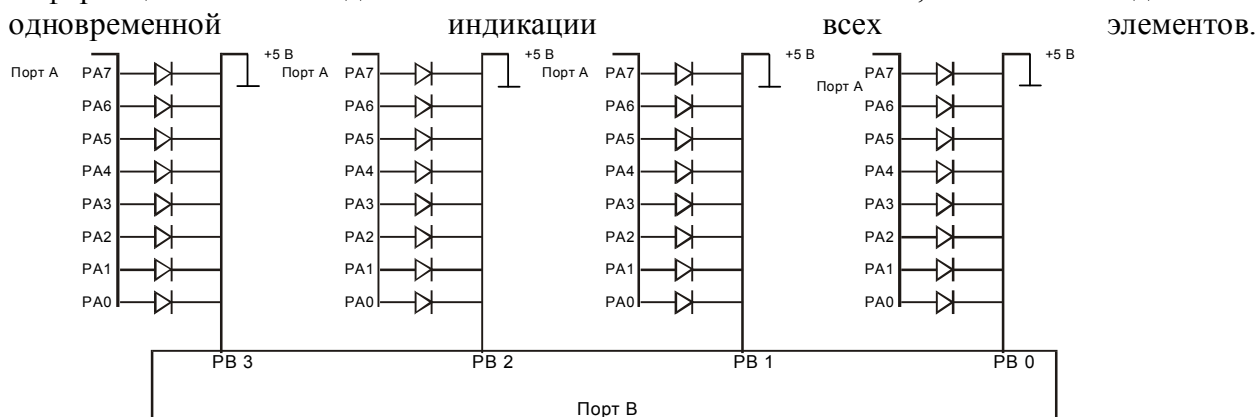 одновременной индикации всех элементов.
+5 В +5 В +5 В +5 В
Порт А PA7 Порт А PA7 Порт А PA7 Порт А PA7
PA6 PA6 PA6 PA6
PA5 PA5 PA5 PA5
PA4 PA4 PA4 PA4
PA3 PA3 PA3 PA3
PA2 PA2 PA2 PA2
PA1 PA1 PA1 PA1
PA0 PA0 PA0 PA0
PB 3 PB 2 PB 1 PB 0
Порт В